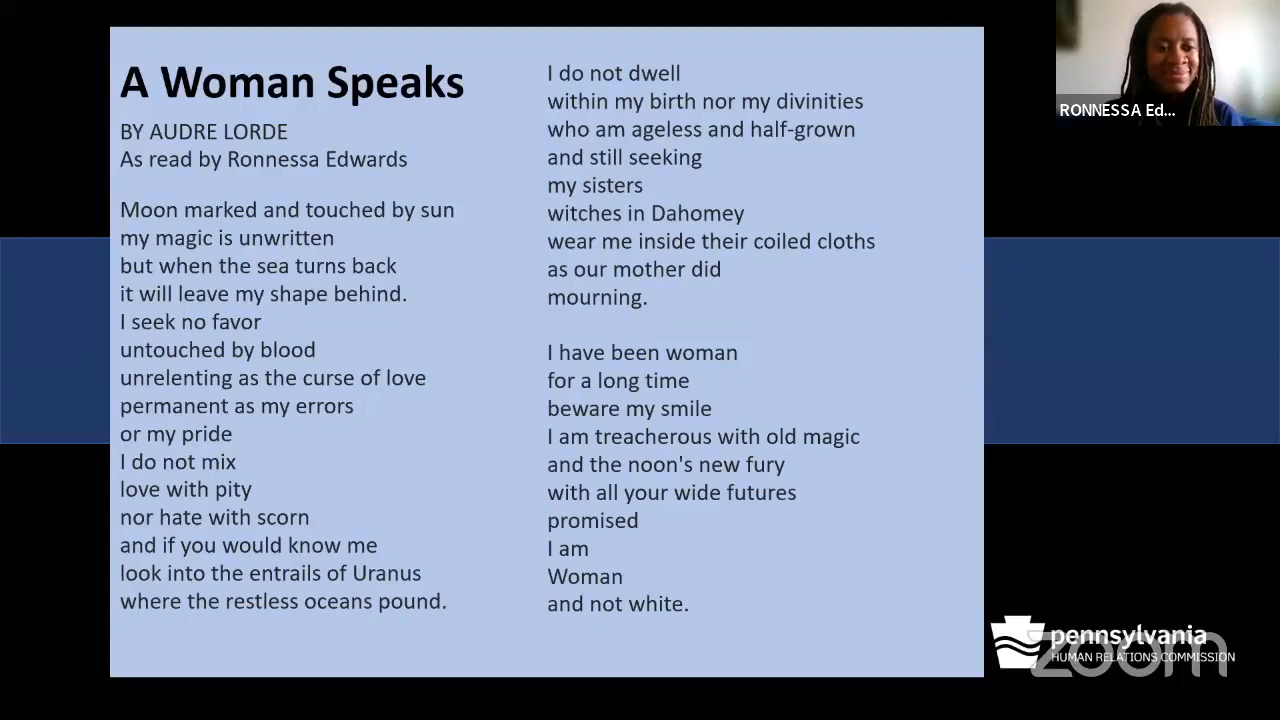 A Woman Speaks
BY AUDRE LORDE
As read by Ronnessa Edwards
Moon marked and touched by sun
my magic is unwritten
but when the sea turns back
it will leave my shape behind.
I seek no favor
untouched by blood
unrelenting as the curse of love
permanent as my errors
or my pride
I do not mix
love with pity
nor hate with scorn
and if you would know me
look into the entrails of Uranus
where the restless oceans pound.
I do not dwell
within my birth nor my divinities
who am ageless and half-grown
and still seeking
my sisters
witches in Dahomey
wear me inside their coiled cloths
as our mother did
mourning.
I have been woman
for a long time
beware my smile
I am treacherous with old magic
and the noon's new fury
with all your wide futures
promised
I am
Woman
and not white.
RONNESSA Ed...
pennsylvania
HUMAN RELATIONS COMMISSION
zoom